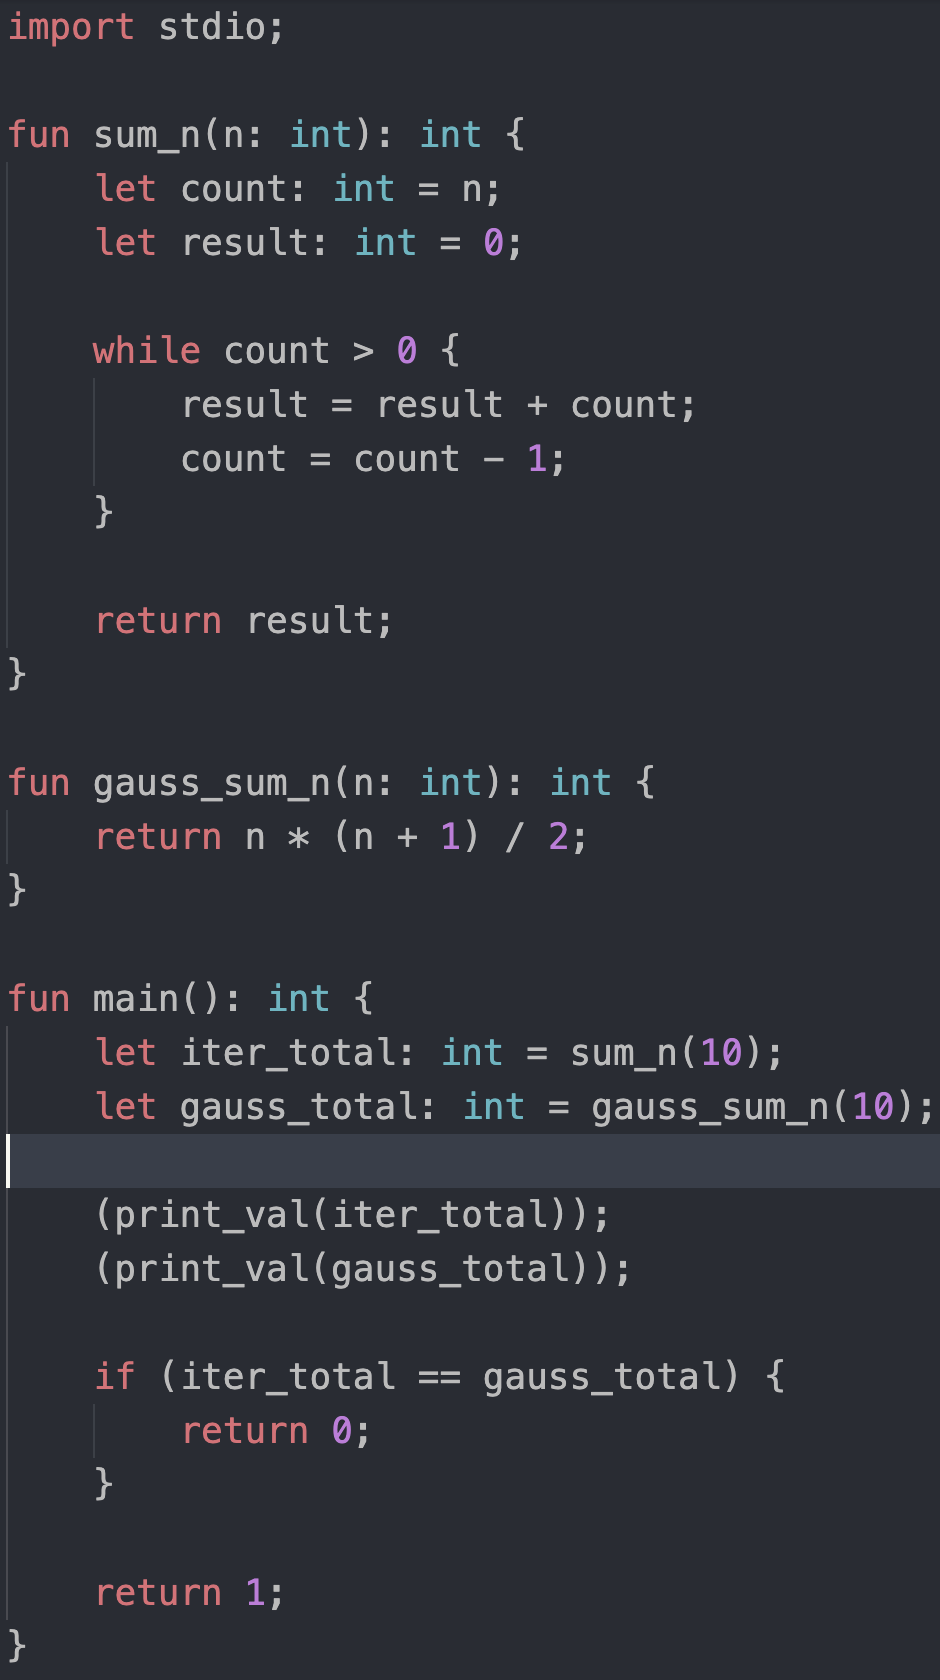 import stdio;
fun sum_n(n: int): int {
let count: int = n;
let result: int = 0;
while count > 0 {
result = result + count;
count = count - 1;
}
return result;
}
fun gauss_sum_n(n: int): int {
return n * (n + 1) / 2;
}
fun main(): int {
let iter_total: int = sum_n(10);
let gauss_total: int = gauss_sum_n(10);
(print_val(iter_total));
(print_val(gauss_total));
if (iter_total == gauss_total) {
return 0;
}
return 1;
}